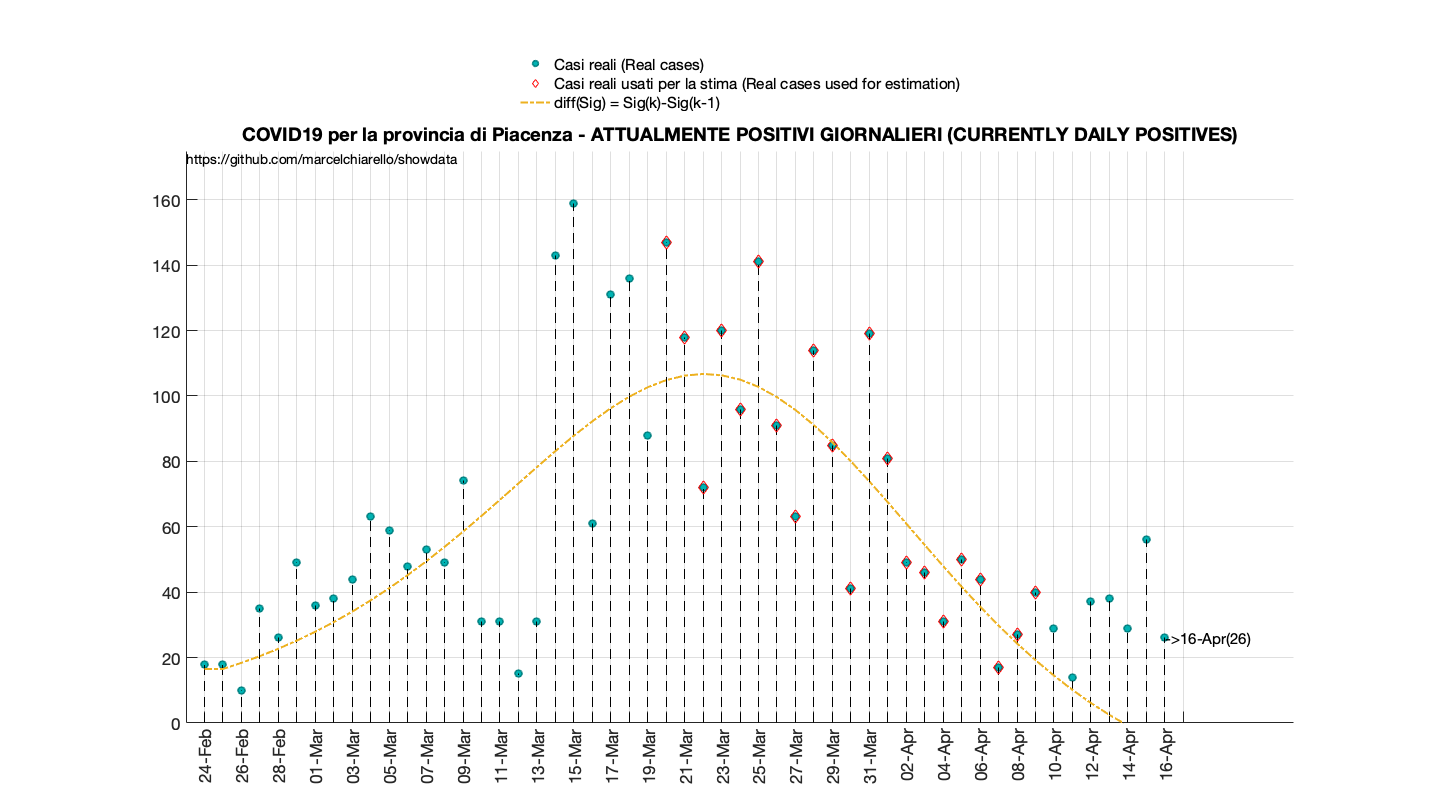 Casi reali (Real cases)
Casi reali usati per la stima (Real cases used for estimation)
diff(Sig) = Sig(k)-Sig(k-1)
COVID19 per la provincia di Piacenza - ATTUALMENTE POSITIVI GIORNALIERI (CURRENTLY DAILY POSITIVES)
https://github.com/marcelchiarello/showdata
160
140
120
100
80
60
40
20
0
->16-Apr(26)
24-Feb
26-Feb
28-Feb
01-Mar
03-Mar
05-Mar
07-Mar
09-Mar
11-Mar
13-Mar
15-Mar
17-Mar
19-Mar
21-Mar
23-Mar
25-Mar
27-Mar
29-Mar
31-Mar
02-Apr
04-Apr
06-Apr
08-Apr
10-Apr
12-Apr
14-Apr
16-Apr